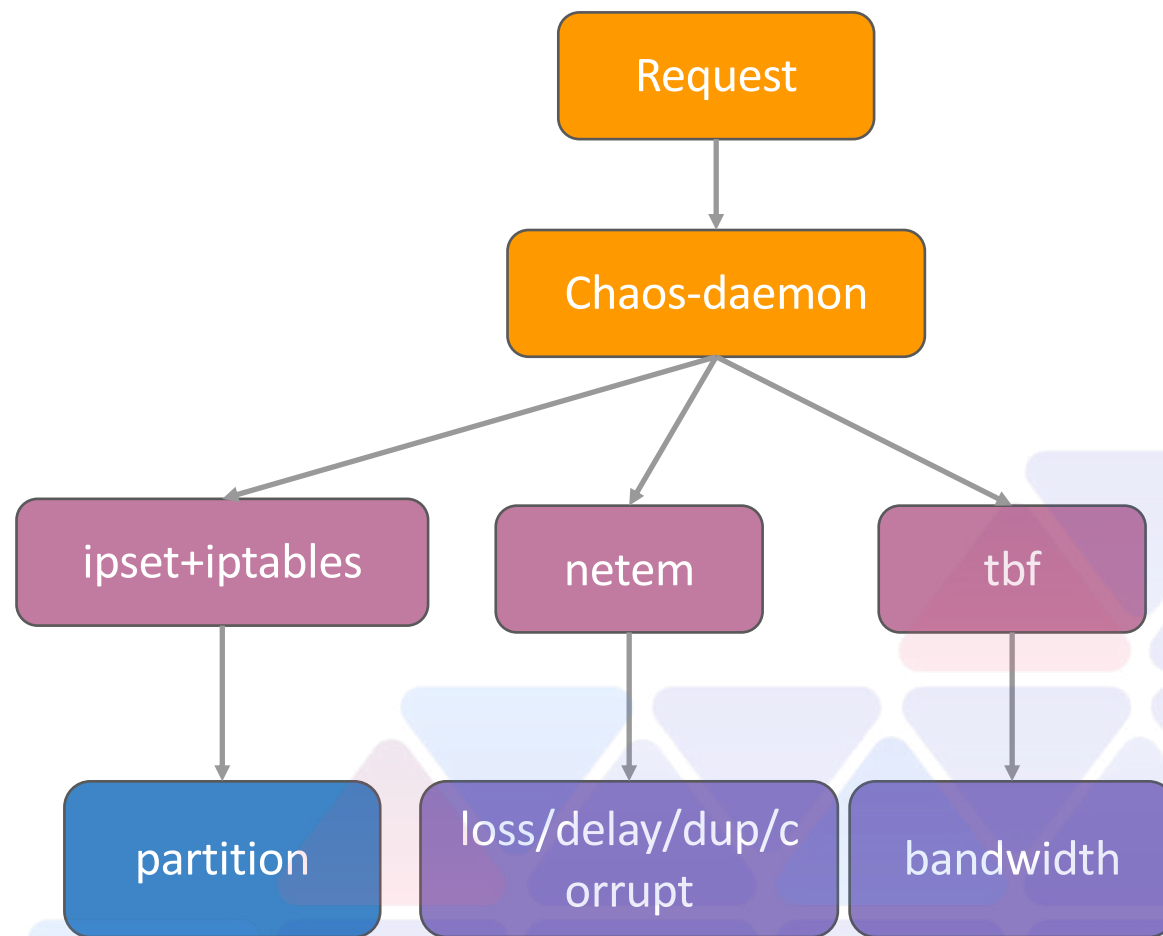 Request
Chaos-daemon
ipset+iptables
netem
tbf
partition
loss/delay/dup/c
orrupt
bandwidth